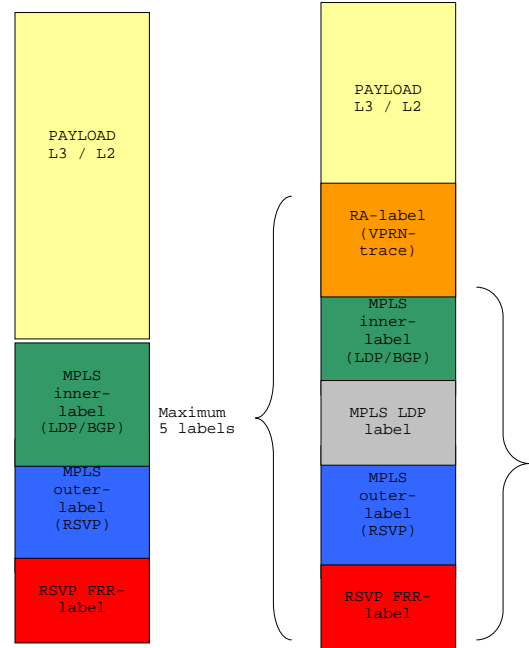 PAYLOAD
L3 / L2
MPLS
inner-
label
(LDP/BGP)
MPLS
outer-
label
(RSVP)
RSVP FRR-
label
Maximum
5 labels
PAYLOAD
L3 / L2
RA-label
(VPRN-
trace)
MPLS
inner-
label
(LDP/BGP)
MPLS LDP
label
MPLS
outer-
label
(RSVP)
RSVP FRR-
label